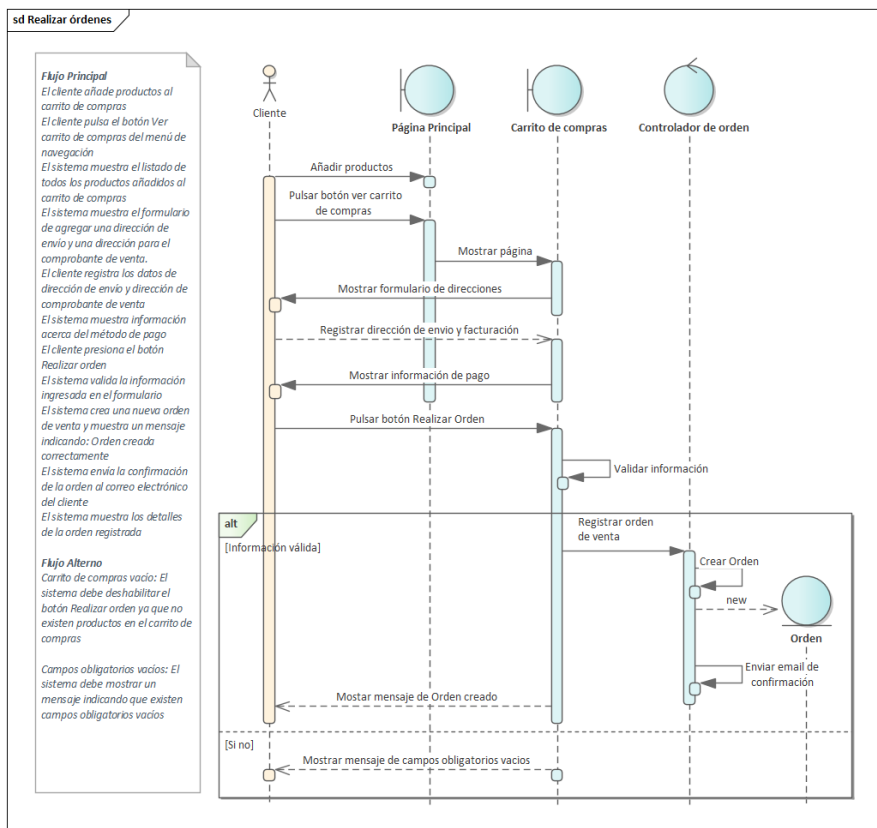 sd Realizar órdenes
Flujo Principal
El cliente añade productos al
carrito de compras
El cliente pulsa el botón Ver
carrito de compras del menú de
navegación
El sistema muestra el listado de
todos los productos añadidos al
carrito de compras
El sistema muestra el formulario
de agregar una dirección de
envío y una dirección para el
comprobante de venta.
El cliente registra los datos de
dirección de envío y dirección de
comprobante de venta
El sistema muestra información
acerca del método de pago
El cliente presiona el botón
Realizar orden
El sistema valida la información
ingresada en el formulario
El sistema crea una nueva orden
de venta y muestra un mensaje
indicando: Orden creada
correctamente
El sistema envía la confirmación
de la orden al correo electrónico
del cliente
El sistema muestra los detalles
de la orden registrada
Flujo Alterno
Carrito de compras vacío: El
sistema debe deshabilitar el
botón Realizar orden ya que no
existen productos en el carrito de
compras
Campos obligatorios vacíos: El
sistema debe mostrar un
mensaje indicando que existen
campos obligatorios vacíos
Cliente
Página Principal
Carrito de compras
Controlador de orden
Añadir productos
Pulsar botón ver carrito
de compras
Mostrar página
Mostrar formulario de direcciones
Registrar dirección de envio y facturación
Mostrar información de pago
Pulsar botón Realizar Orden
Validar información
alt
[Información válida]
Registrar orden
de venta
Crear Orden
new
Orden
Enviar email de
confirmación
Mostar mensaje de Orden creado
[Si no]
Mostrar mensaje de campos obligatorios vacios